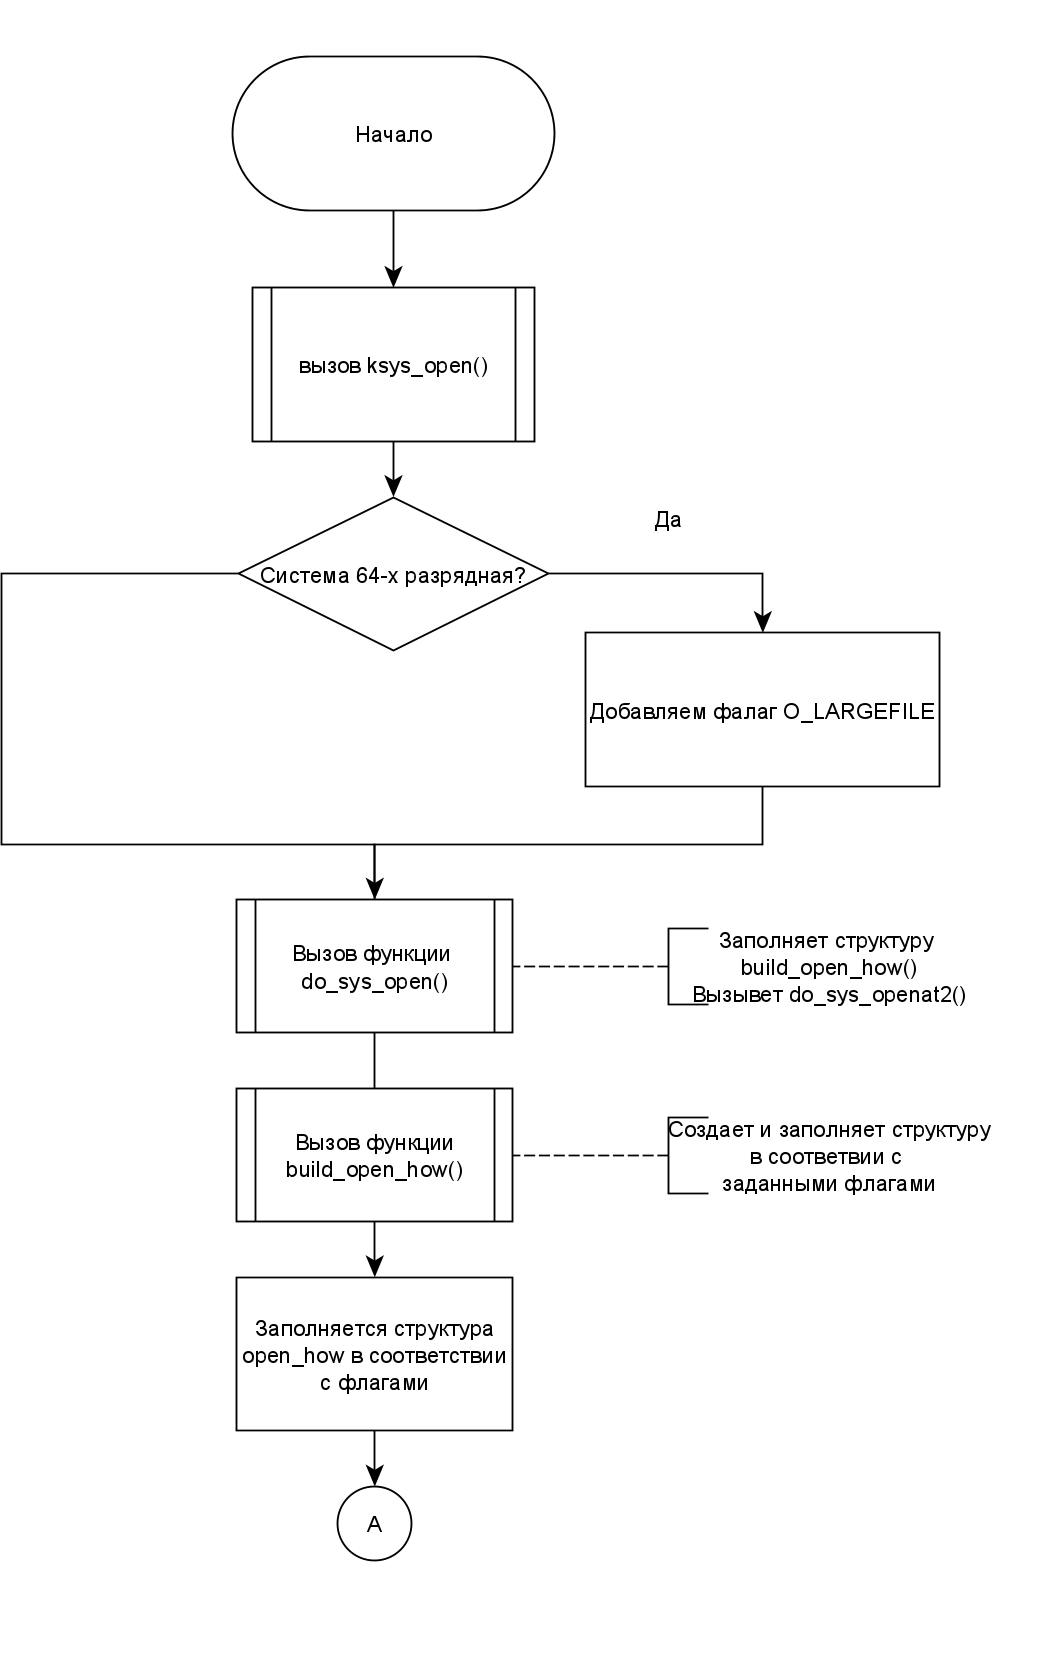 Начало
вызов ksys_open()
Да
Система 64-х разрядная?
Добавляем фалаг O_LARGEFILE
Вызов функции
do_sys_open()
Заполняет структуру
build_open_how()
Вызывет do_sys_openat2()
Вызов функции
build_open_how()
Создает и заполняет структуру
в соответвии с
заданными флагами
Заполняется структура
open_how в соответствии
с флагами
А